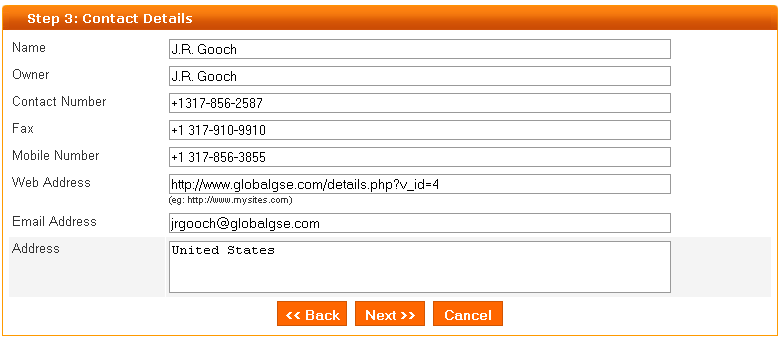 Step 3: Contact Details
Name J.R. Gooch
Owner J.R. Gooch
Contact Number +1317-856-2587
Fax +1 317-910-9910
Mobile Number +1 317-856-3855
Web Address http://www.globalgse.com/details.php?v_id=4
(eg: http://www.mysites.com)
Email Address jrgooch@globalgse.com
Address United States
<< Back Next >> Cancel